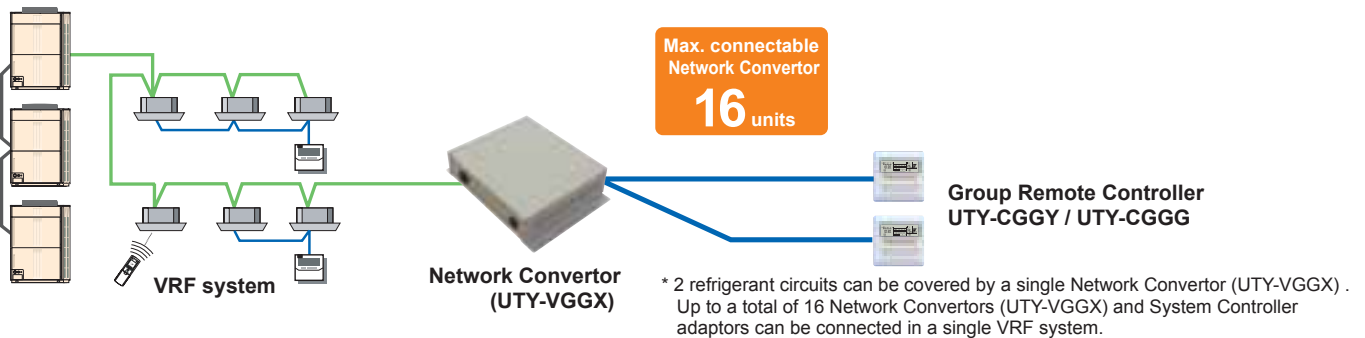 Max. connectable
Network Convertor
16 units
VRF system
Network Convertor
(UTY-VGGX)
Group Remote Controller
UTY-CGGY / UTY-CGGG
* 2 refrigerant circuits can be covered by a single Network Convertor (UTY-VGGX) .
Up to a total of 16 Network Convertors (UTY-VGGX) and System Controller
adaptors can be connected in a single VRF system.